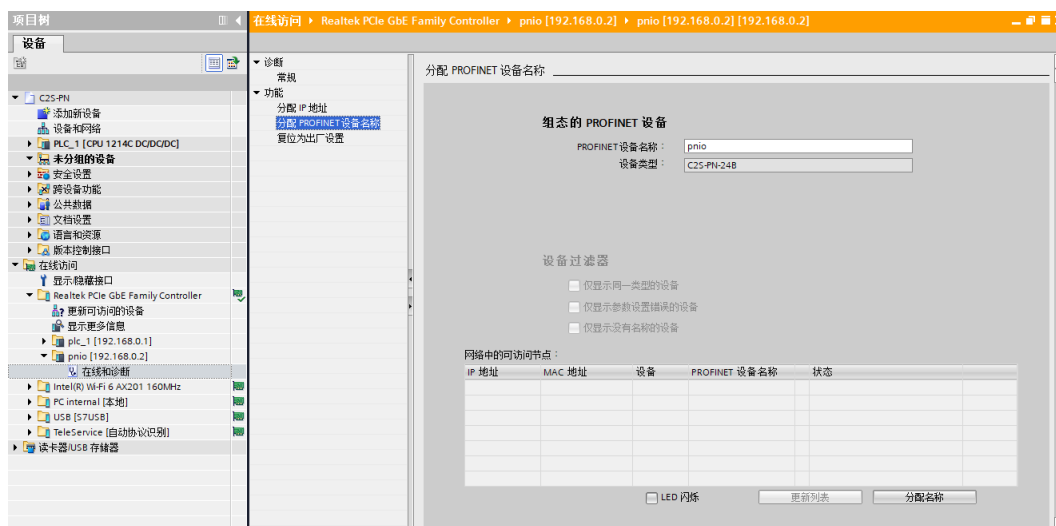 项目树
设备
C2S-PN
添加新设备
设备和网络
PLC_1 [CPU 1214C DC/DC/DC]
未分组的设备
安全设置
跨设备功能
公共数据
文档设置
语言和资源
版本控制接口
在线访问
显示/隐藏接口
Realtek PCIe GbE Family Controller
更新可访问的设备
显示更多信息
plc_1 [192.168.0.1]
pnio [192.168.0.2]
在线和诊断
Intel(R) Wi-Fi 6 AX201 160MHz
PC internal [本地]
USB [S7USB]
TeleService [自动协议识别]
读卡器/USB 存储器
在线访问 Realtek PCIe GbE Family Controller pnio [192.168.0.2] pnio [192.168.0.2] [192.168.0.2]
诊断
常规
功能
分配 IP 地址
分配 PROFINET 设备名称
复位为出厂设置
分配 PROFINET 设备名称
组态的 PROFINET 设备
PROFINET 设备名称: pnio
设备类型: C2S-PN-24B
设备过滤器
仅显示同一类型的设备
仅显示参数设置错误的设备
仅显示没有名称的设备
网络中的可访问节点:
IP 地址 MAC 地址 设备 PROFINET 设备名称 状态
LED 闪烁 更新列表 分配名称